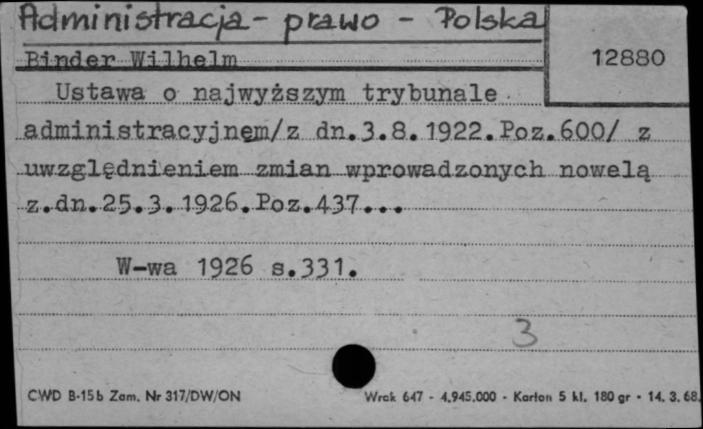 Administracja - prawo - Polska
12880
Binder Wilhelm
Ustawa o najwyższym trybunale
administracyjnem/z dn.3.8.1922.Poz.600/ z
uwzględnieniem zmian wprowadzonych nowelą
z.dn.25.3.1926.Poz.437...
W-wa 1926 s.331.
3
CWD B-15b Zam. Nr 317/DW/ON
Wrak 647 - 4.945.000 - Karton 5 kl. 180 gr - 14. 3. 68.